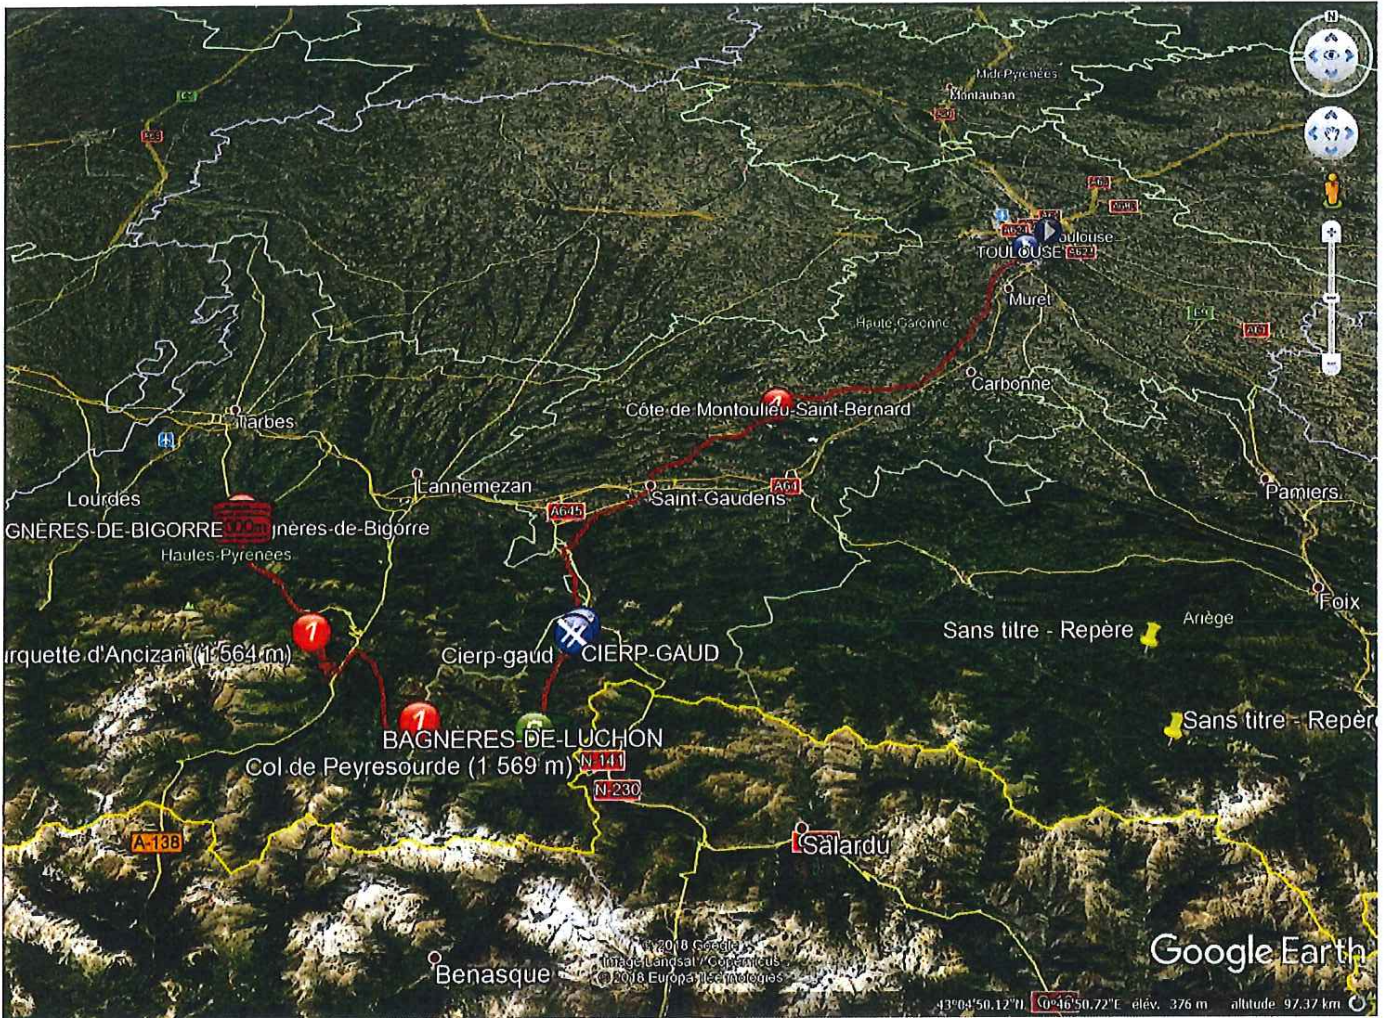 N
Midi-Pyrénées
Montauban
Toulouse
TOULOUSE
Muret
Haute-Garonne
Carbonne
Côte de Montoulieu-Saint-Bernard
Tarbes
Lannemezan
Saint-Gaudens
A64
A645
Pamiers
Lourdes
GNÈRES-DE-BIGORRE
gnères-de-Bigorre
Hautes-Pyrénées
Foix
Ariège
Sans titre - Repère
1
urquette d'Ancizan (1 564 m)
Cierp-gaud
CIERP-GAUD
Sans titre - Repère
1
BAGNÈRES-DE-LUCHON
Col de Peyresourde (1 569 m)
N-141
N-230
A-138
Salardu
Benasque
© 2018 Google
Image Landsat / Copernicus
© 2018 Europa Technologies
Google Earth
43°04'50.12"N 0°46'50.72"E élév. 376 m altitude 97.37 km